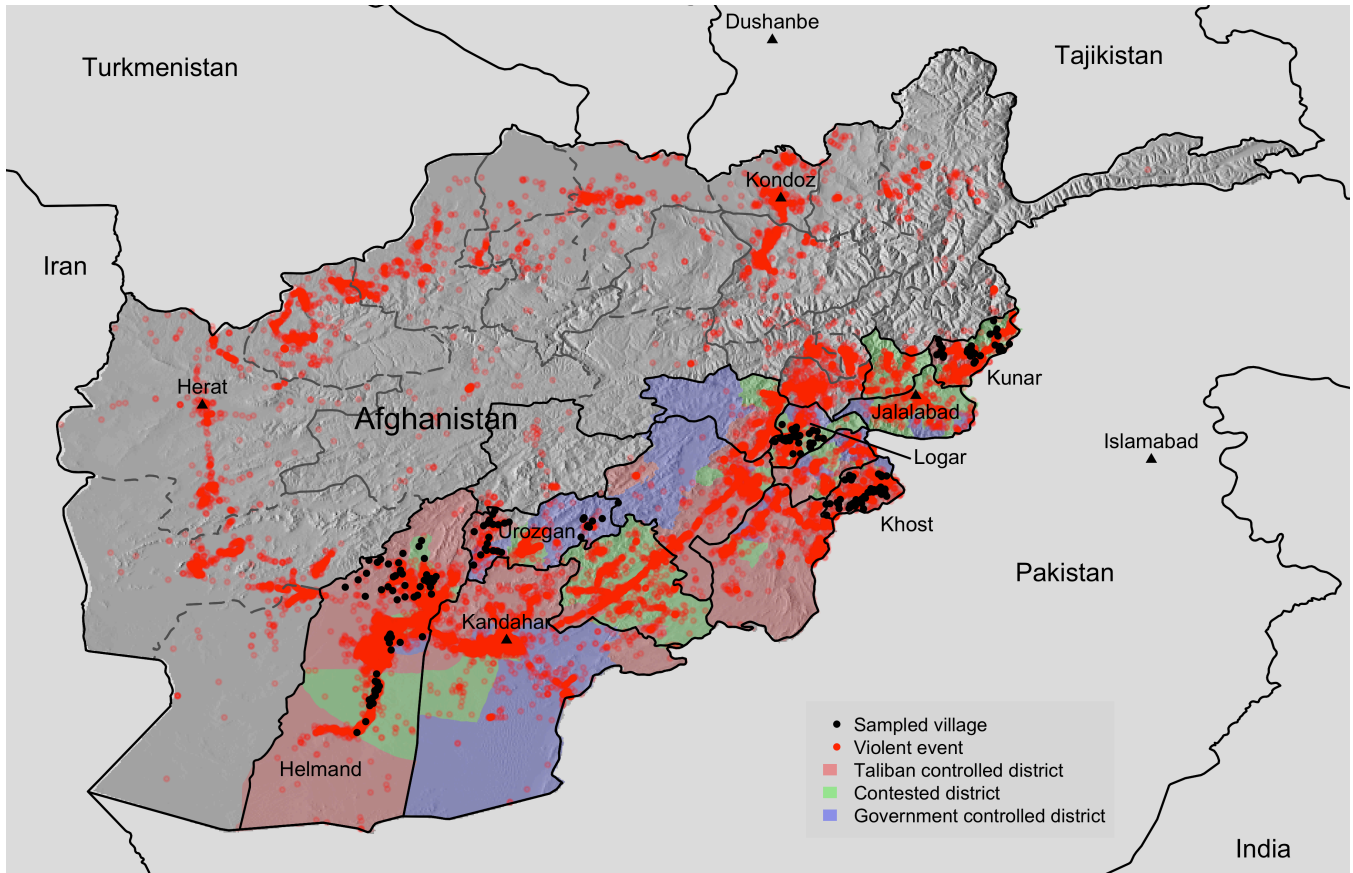 Dushanbe
Turkmenistan
Tajikistan
Kondoz
Iran
Kunar
Herat
Afghanistan
Jalalabad
Islamabad
Logar
Khost
Urozgan
Pakistan
Kandahar
Sampled village
Violent event
Helmand
Taliban controlled district
Contested district
Government controlled district
India